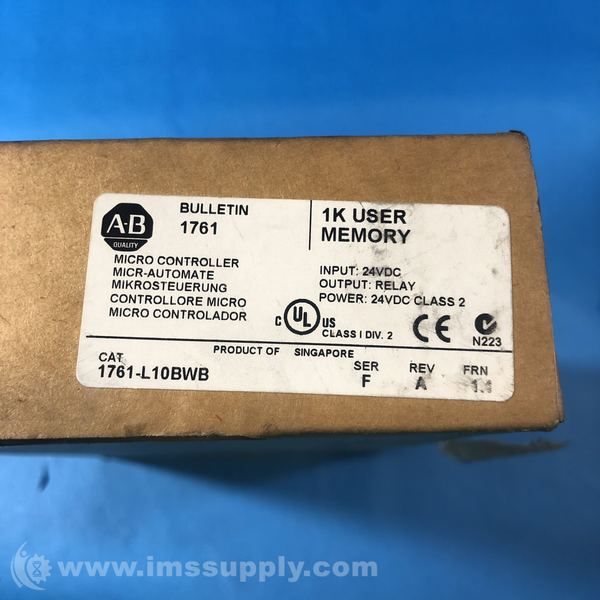 A-B
QUALITY
BULLETIN
1761
1K USER
MEMORY
MICRO CONTROLLER
MICR-AUTOMATE
MIKROSTEUERUNG
CONTROLLORE MICRO
MICRO CONTROLADOR
INPUT: 24VDC
OUTPUT: RELAY
POWER: 24VDC CLASS 2
C UL US
CLASS I DIV. 2
CE
N223
PRODUCT OF SINGAPORE
CAT
1761-L10BWB
SER
F
REV
A
FRN
1.1
www.imssupply.com